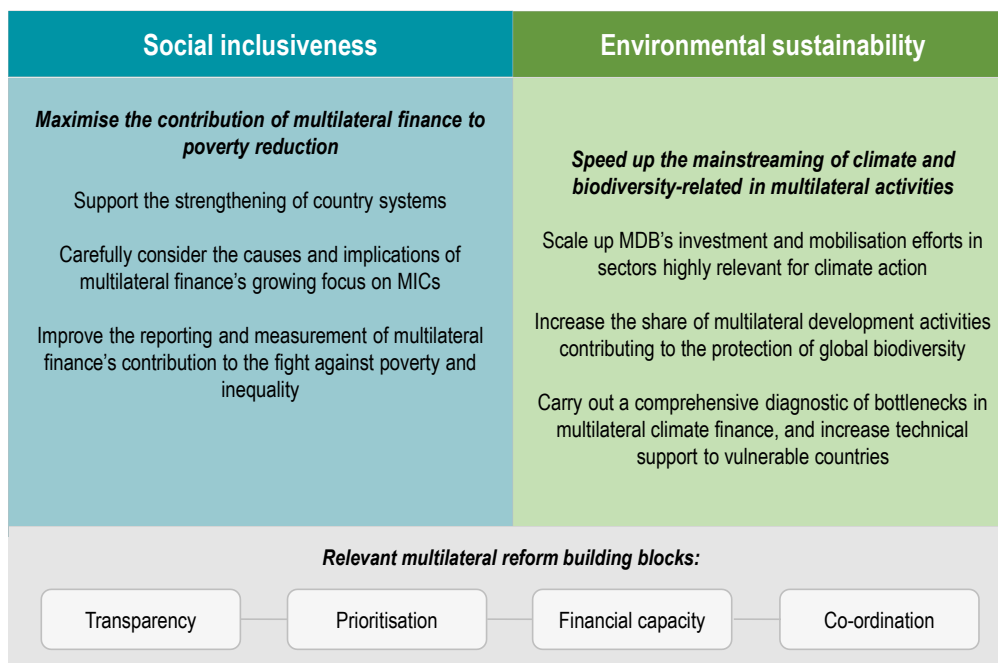 Social inclusiveness
Maximise the contribution of multilateral finance to
poverty reduction
Support the strengthening of country systems
Carefully consider the causes and implications of
multilateral finance's growing focus on MICs
Improve the reporting and measurement of multilateral
finance's contribution to the fight against poverty and
inequality
Environmental sustainability
Speed up the mainstreaming of climate and
biodiversity-related in multilateral activities
Scale up MDB's investment and mobilisation efforts in
sectors highly relevant for climate action
Increase the share of multilateral development activities
contributing to the protection of global biodiversity
Carry out a comprehensive diagnostic of bottlenecks in
multilateral climate finance, and increase technical
support to vulnerable countries
Relevant multilateral reform building blocks:
Transparency
Prioritisation
Financial capacity
Co-ordination